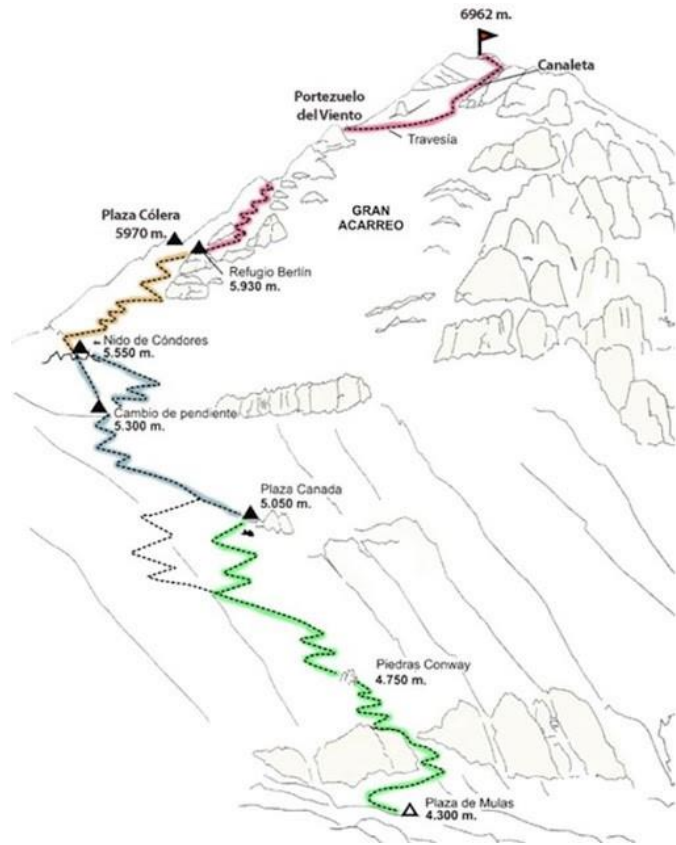 6962 m.
Canaleta
Portezuelo
del Viento
Travesía
GRAN
ACARREO
Plaza Cólera
5970 m.
Refugio Berlín
5.930 m.
Nido de Cóndores
5.550 m.
Cambio de pendiente
5.300 m.
Plaza Canada
5.050 m.
Piedras Conway
4.750 m.
Plaza de Mulas
4.300 m.